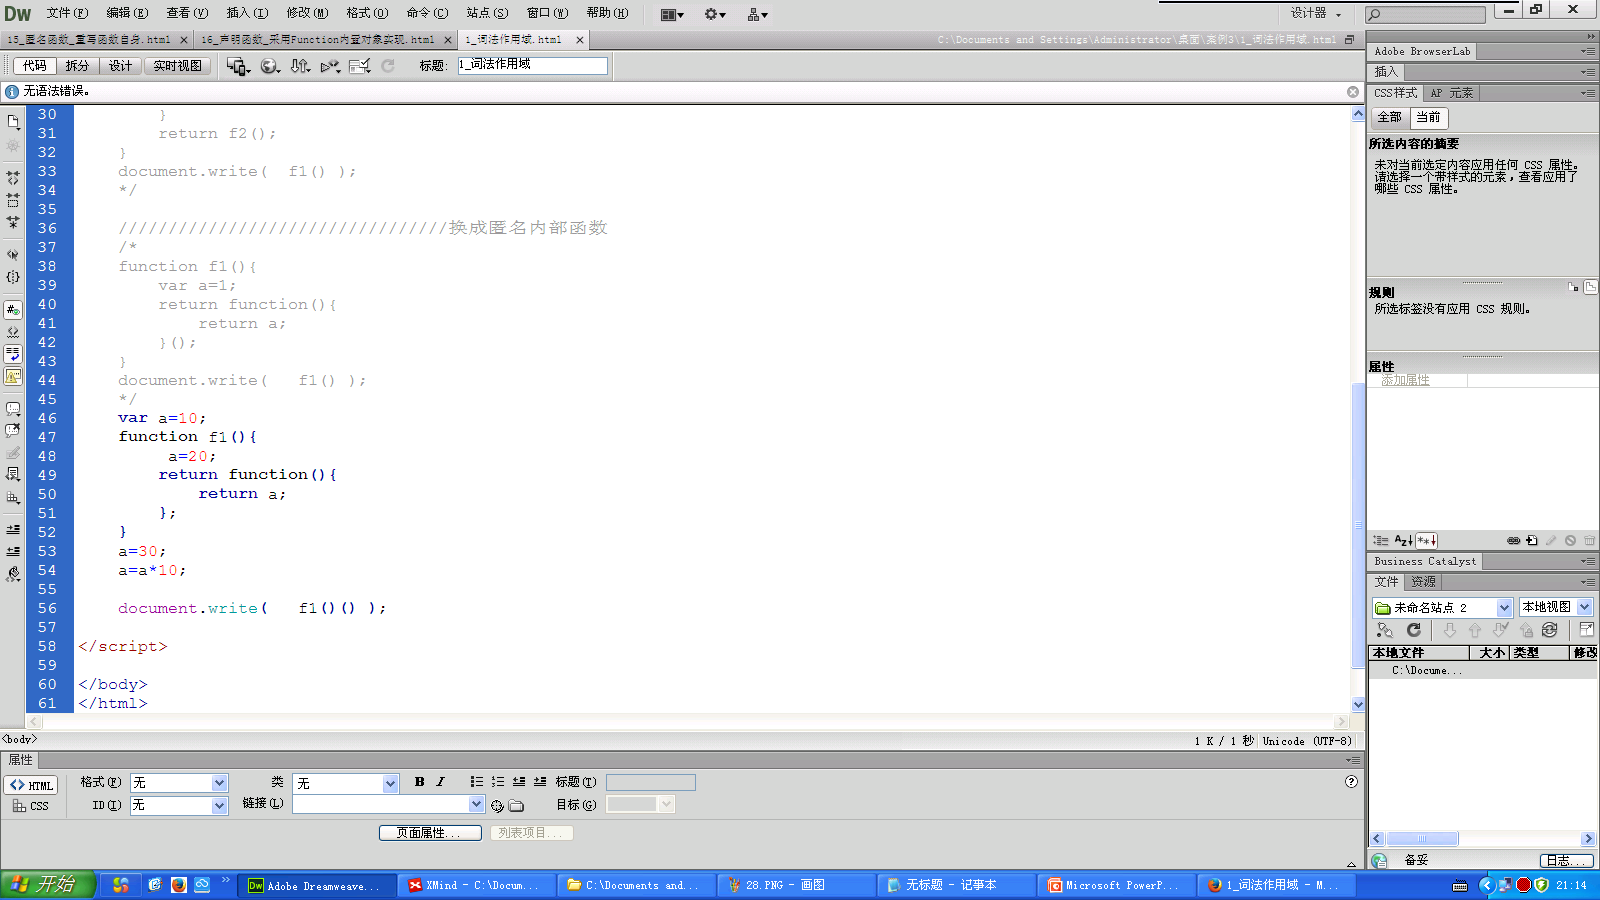 Dw 文件(F) 编辑(E) 查看(V) 插入(I) 修改(M) 格式(O) 命令(C) 站点(S) 窗口(W) 帮助(H) 设计器
15_匿名函数_重写函数自身.html 16_声明函数_采用Function内置对象实现.html 1_词法作用域.html C:\Documents and Settings\Administrator\桌面\案例3\1_词法作用域.html
代码 拆分 设计 实时视图 标题: 1_词法作用域
无语法错误。
30 }
31 return f2();
32 }
33 document.write( f1() );
34 */
35
36 /////////////////////////////////换成匿名内部函数
37 /*
38 function f1(){
39 var a=1;
40 return function(){
41 return a;
42 }();
43 }
44 document.write( f1() );
45 */
46 var a=10;
47 function f1(){
48 a=20;
49 return function(){
50 return a;
51 };
52 }
53 a=30;
54 a=a*10;
55
56 document.write( f1()() );
57
58 </script>
59
60 </body>
61 </html>
<body> 1 K / 1 秒 Unicode (UTF-8)
属性
HTML 格式(F) 无 类 无 B I 标题(T)
CSS ID(I) 无 链接(L) 目标(G)
页面属性... 列表项目...
Adobe BrowserLab
插入
CSS样式 AP 元素
全部 当前
所选内容的摘要
未对当前选定内容应用任何 CSS 属性。
请选择一个带样式的元素，查看应用了
哪些 CSS 属性。
规则
所选标签没有应用 CSS 规则。
属性
添加属性
Business Catalyst
文件 资源
未命名站点 2 本地视图
本地文件 大小 类型 修改
C:\Docume...
备妥 日志...
开始 Adobe Dreamweave... XMind - C:\Docum... C:\Documents and... 28.PNG - 画图 无标题 - 记事本 Microsoft PowerP... 1_词法作用域 - M... 21:14